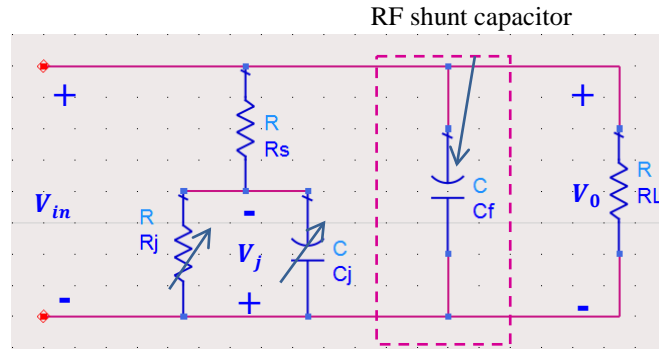 RF shunt capacitor
+
+
R
Rs
C
Cf
R
RL
V_in
V_0
-
R
Rj
V_j
C
Cj
-
+
-